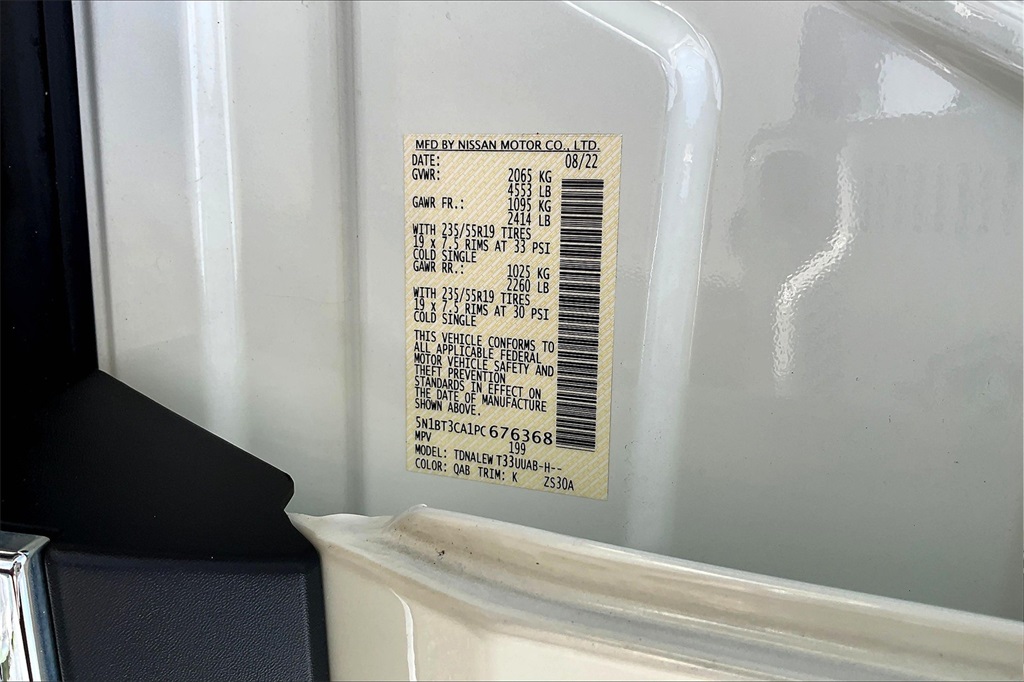 MFD BY NISSAN MOTOR CO., LTD.
DATE: 08/22
GVWR: 2065 KG
4553 LB
GAWR FR.: 1095 KG
2414 LB
WITH 235/55R19 TIRES
19 x 7.5 RIMS AT 33 PSI
COLD SINGLE
GAWR RR.: 1025 KG
2260 LB
WITH 235/55R19 TIRES
19 x 7.5 RIMS AT 30 PSI
COLD SINGLE
THIS VEHICLE CONFORMS TO
ALL APPLICABLE FEDERAL
MOTOR VEHICLE SAFETY AND
THEFT PREVENTION
STANDARDS IN EFFECT ON
THE DATE OF MANUFACTURE
SHOWN ABOVE.
5N1BT3CA1PC676368
MPV 199
MODEL: TDNALEW T33UUAB-H--
COLOR: QAB TRIM: K ZS30A